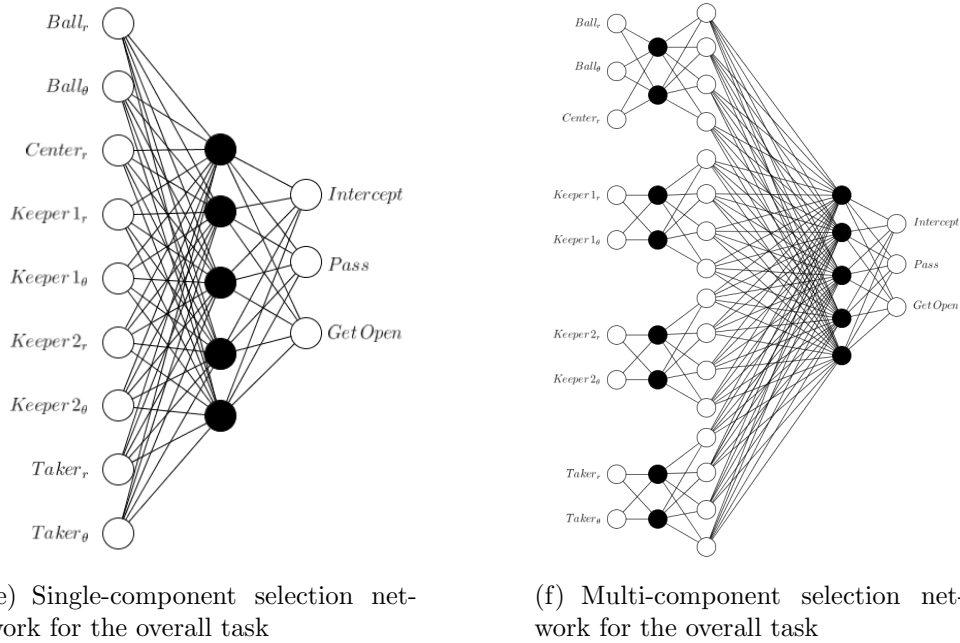 Ball_r
Ball_θ
Center_r
Keeper1_r
Keeper1_θ
Keeper2_r
Keeper2_θ
Taker_r
Taker_θ
Intercept
Pass
GetOpen
e) Single-component selection net-
work for the overall task
Ball_r
Ball_θ
Center_r
Keeper1_r
Keeper1_θ
Keeper2_r
Keeper2_θ
Taker_r
Taker_θ
Intercept
Pass
GetOpen
(f) Multi-component selection net-
work for the overall task